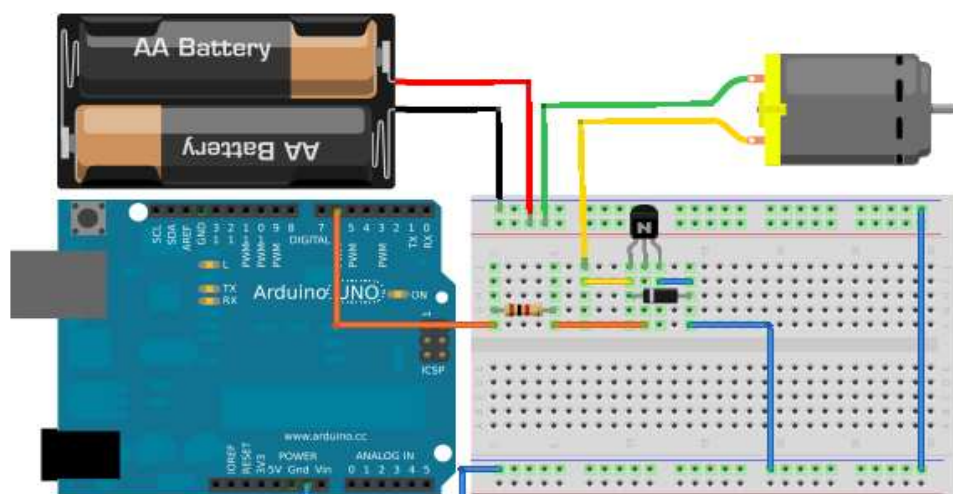 AA Battery
AA Battery
N
SCL
SDA
AREF
GND
13
12
PWM 11
PWM 10
PWM 9
8
DIGITAL
7
PWM
5
4
PWM 3
2
TX 1
RX 0
L
TX
RX
Arduino UNO
ON
1
ICSP
www.arduino.cc
IOREF
RESET
3V3
5V
POWER
Gnd
Vin
ANALOG IN
0
1
2
3
4
5